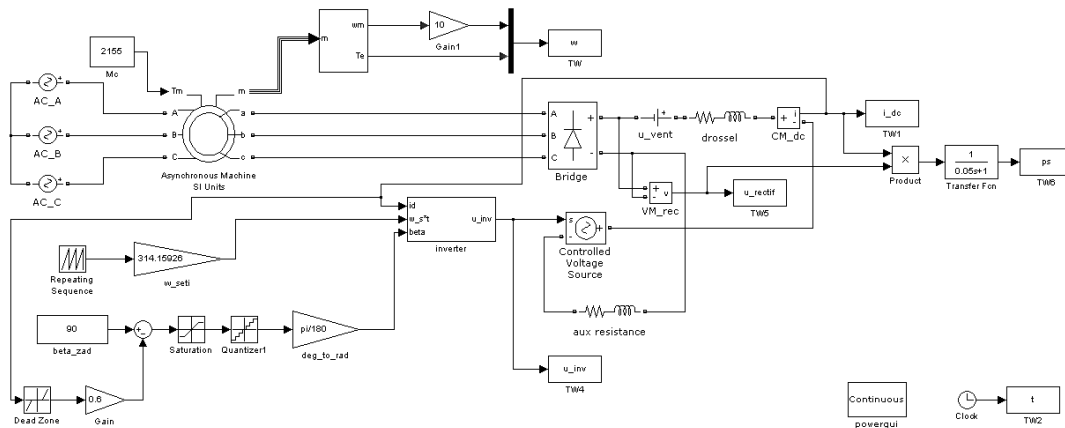 2155
Mc
m
wm
Te
10
Gain1
w
TW
AC_A
AC_B
AC_C
Tm
m
A
B
C
a
b
c
Asynchronous Machine
SI Units
A
B
C
+
-
Bridge
u_vent
drossel
+
-
i
CM_dc
i_dc
TW1
×
Product
1
0.05s+1
Transfer Fcn
ps
TW6
+
-
v
VM_rec
u_rectif
TW5
id
w_s*t
beta
u_inv
inverter
s
-
+
Controlled
Voltage
Source
aux resistance
Repeating
Sequence
314.15926
w_seti
90
beta_zad
Saturation
Quantizer1
pi/180
deg_to_rad
Dead Zone
0.6
Gain
u_inv
TW4
Continuous
powergui
Clock
t
TW2